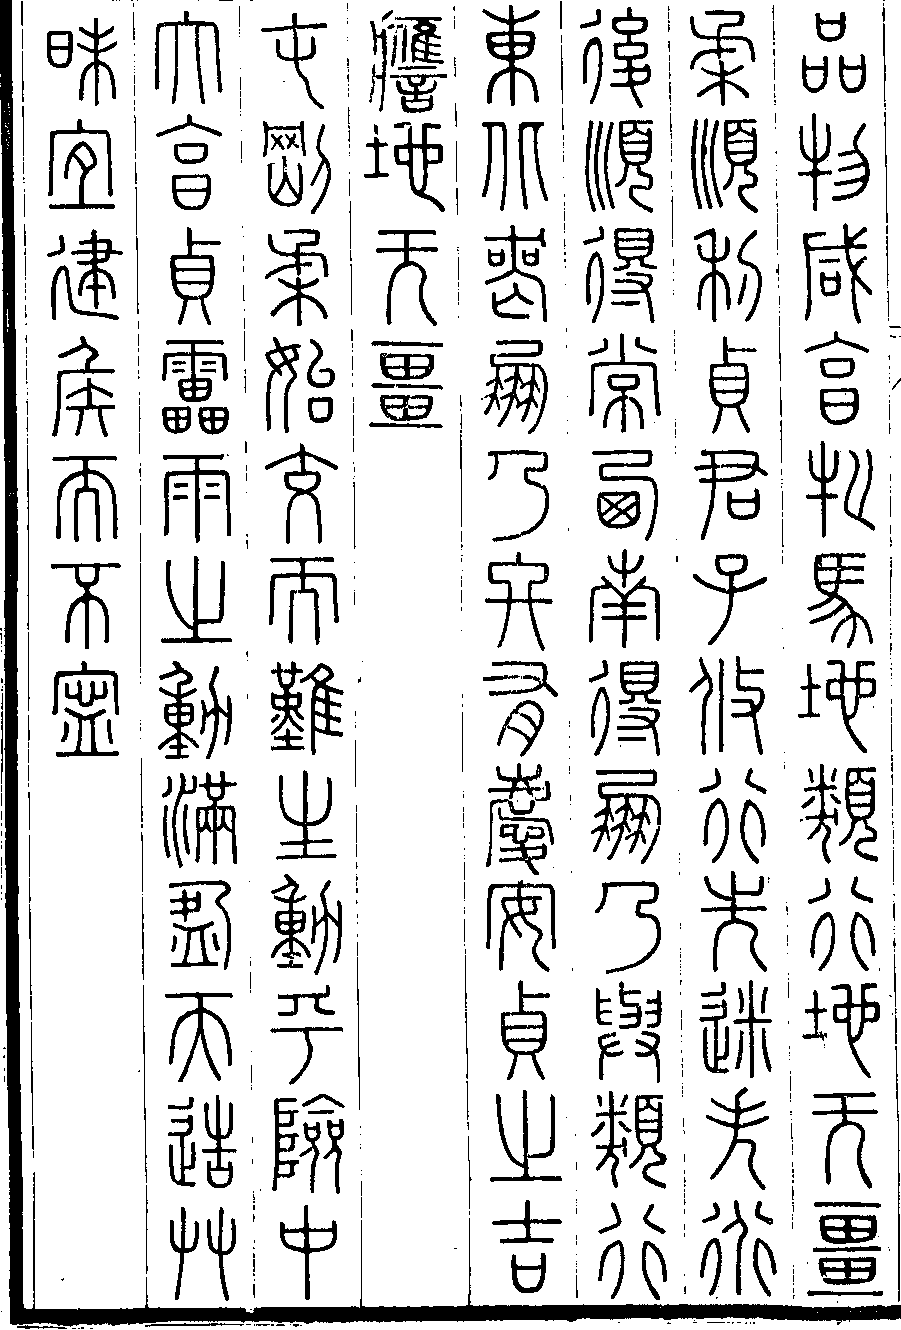 品物咸亨牝馬地類行地无畺
柔順利貞君子攸行先迷失道
後順得常西南得朋乃與類行
東北喪朋乃終有慶安貞之吉
應地无畺
屯剛柔始交而難生動乎險中
大亨貞雷雨之動滿盈天造艸
昧宜建侯而不寍